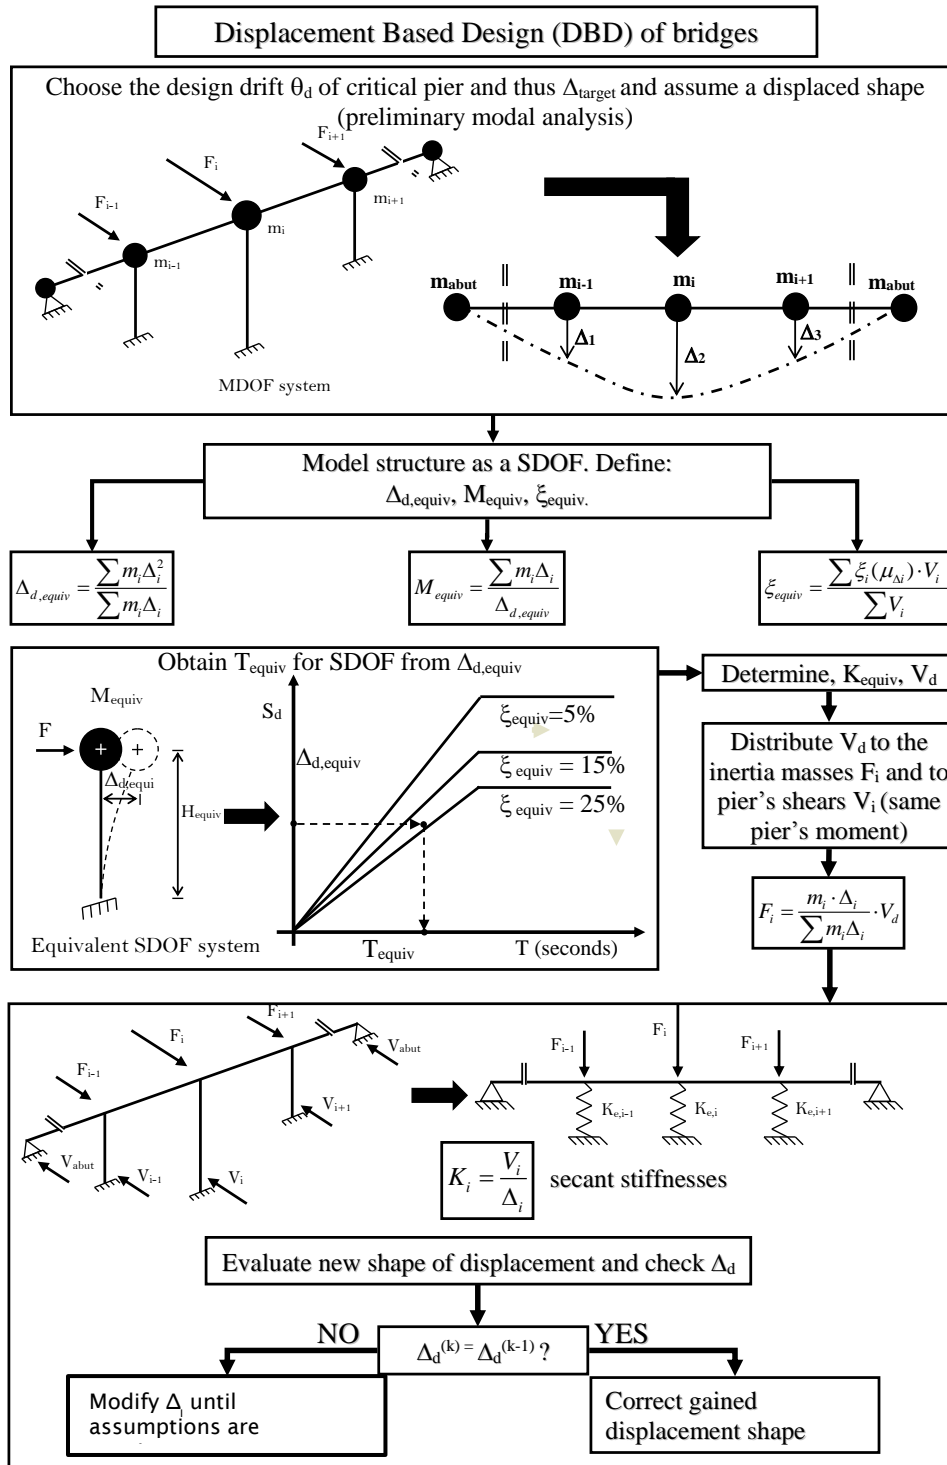 Displacement Based Design (DBD) of bridges
Choose the design drift θd of critical pier and thus Δtarget and assume a displaced shape
(preliminary modal analysis)
Fi-1
Fi
Fi+1
mi-1
mi
mi+1
MDOF system
mabut
mi-1
mi
mi+1
mabut
Δ1
Δ2
Δ3
Model structure as a SDOF. Define:
Δd,equiv, Mequiv, ξequiv.
Δd,equiv = ∑ miΔi² / ∑ miΔi
Mequiv = ∑ miΔi / Δd,equiv
ξequiv = ∑ ξi(μΔi)·Vi / ∑ Vi
Obtain Tequiv for SDOF from Δd,equiv
Mequiv
F
Δd,equi
Hequiv
Equivalent SDOF system
Sd
Δd,equiv
ξequiv=5%
ξ equiv = 15%
ξ equiv = 25%
Tequiv
T (seconds)
Determine, Kequiv, Vd
Distribute Vd to the
inertia masses Fi and to
pier's shears Vi (same
pier's moment)
Fi = mi · Δi / ∑ miΔi · Vd
Fi-1
Fi
Fi+1
Vabut
Vi-1
Vi
Vi+1
Vabut
Fi-1
Fi
Fi+1
Ke,i-1
Ke,i
Ke,i+1
Ki = Vi / Δi
secant stiffnesses
Evaluate new shape of displacement and check Δd
NO
Δd(k) = Δd(k-1) ?
YES
Modify Δi until
assumptions are
Correct gained
displacement shape